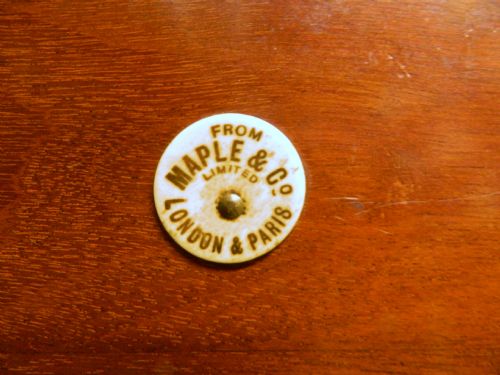 FROM
MAPLE & Co
LIMITED
LONDON & PARIS